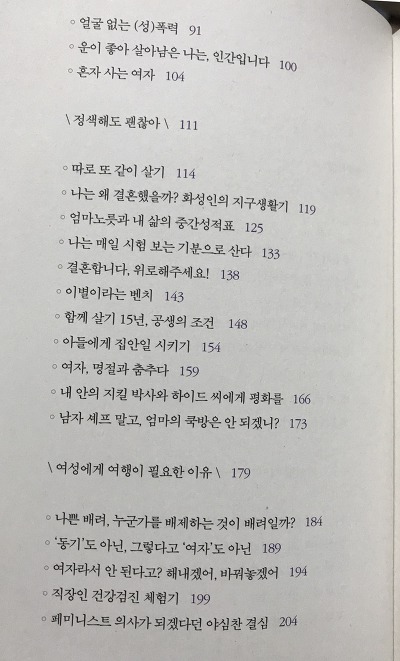 ◦ 얼굴 없는 (성)폭력 91
◦ 운이 좋아 살아남은 나는, 인간입니다 100
◦ 혼자 사는 여자 104
\ 정색해도 괜찮아 \ 111
◦ 따로 또 같이 살기 114
◦ 나는 왜 결혼했을까? 화성인의 지구생활기 119
◦ 엄마노릇과 내 삶의 중간성적표 125
◦ 나는 매일 시험 보는 기분으로 산다 133
◦ 결혼합니다, 위로해주세요! 138
◦ 이별이라는 벤치 143
◦ 함께 살기 15년, 공생의 조건 148
◦ 아들에게 집안일 시키기 154
◦ 여자, 명절과 춤추다 159
◦ 내 안의 지킬 박사와 하이드 씨에게 평화를 166
◦ 남자 셰프 말고, 엄마의 쿡방은 안 되겠니? 173
\ 여성에게 여행이 필요한 이유 \ 179
◦ 나쁜 배려, 누군가를 배제하는 것이 배려일까? 184
◦ ‘동기’도 아닌, 그렇다고 ‘여자’도 아닌 189
◦ 여자라서 안 된다고? 해내겠어, 바꿔놓겠어 194
◦ 직장인 건강검진 체험기 199
◦ 페미니스트 의사가 되겠다던 야심찬 결심 204